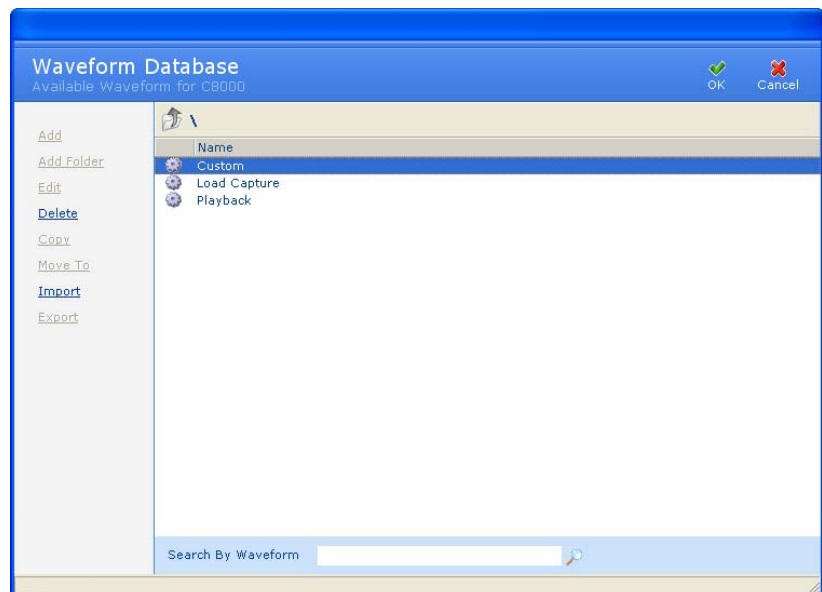 Waveform Database
Available Waveform for C8000
OK
Cancel
Add
Add Folder
Edit
Delete
Copy
Move To
Import
Export
\
Name
Custom
Load Capture
Playback
Search By Waveform